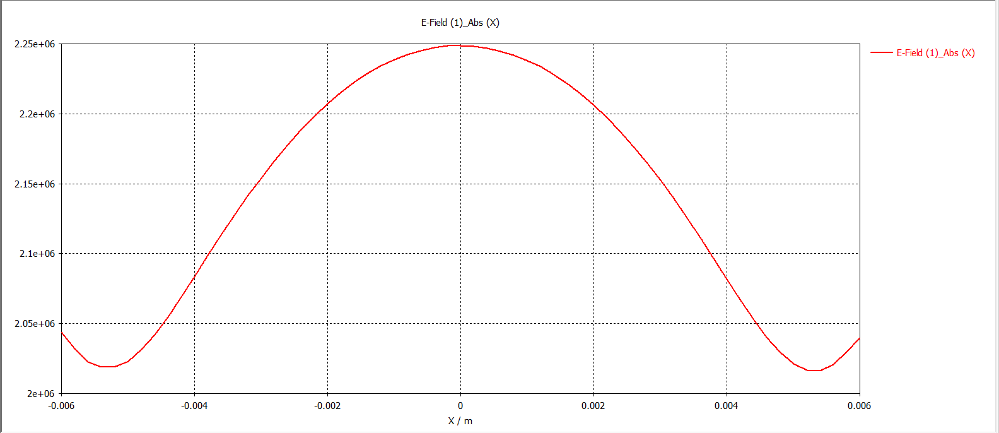 E-Field (1)_Abs (X)
2.25e+06
E-Field (1)_Abs (X)
2.2e+06
2.15e+06
2.1e+06
2.05e+06
2e+06
-0.006 -0.004 -0.002 0 0.002 0.004 0.006
X / m